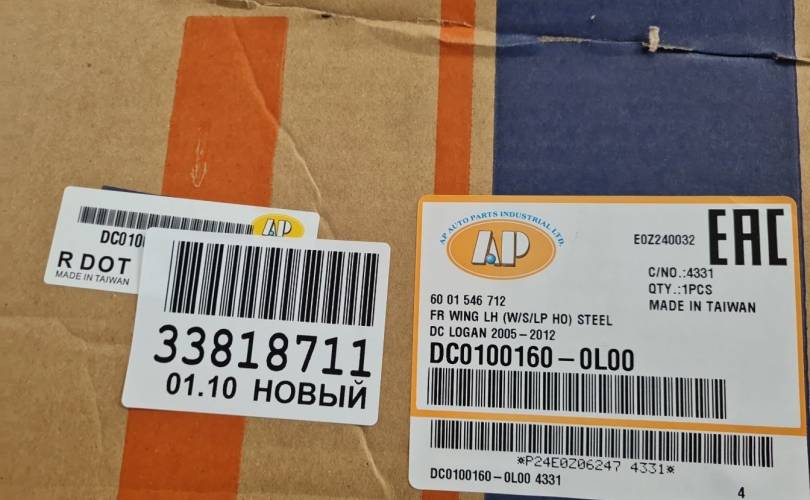 DC010
AP
R DOT
MADE IN TAIWAN
33818711
01.10 НОВЫЙ
AP AUTO PARTS INDUSTRIAL LTD.
AP
E0Z240032
EAC
C/NO.:4331
QTY.:1PCS
MADE IN TAIWAN
60 01 546 712
FR WING LH (W/S/LP HO) STEEL
DC LOGAN 2005-2012
DC0100160-0L00
*P24E0Z06247 4331*
DC0100160-0L00 4331
4